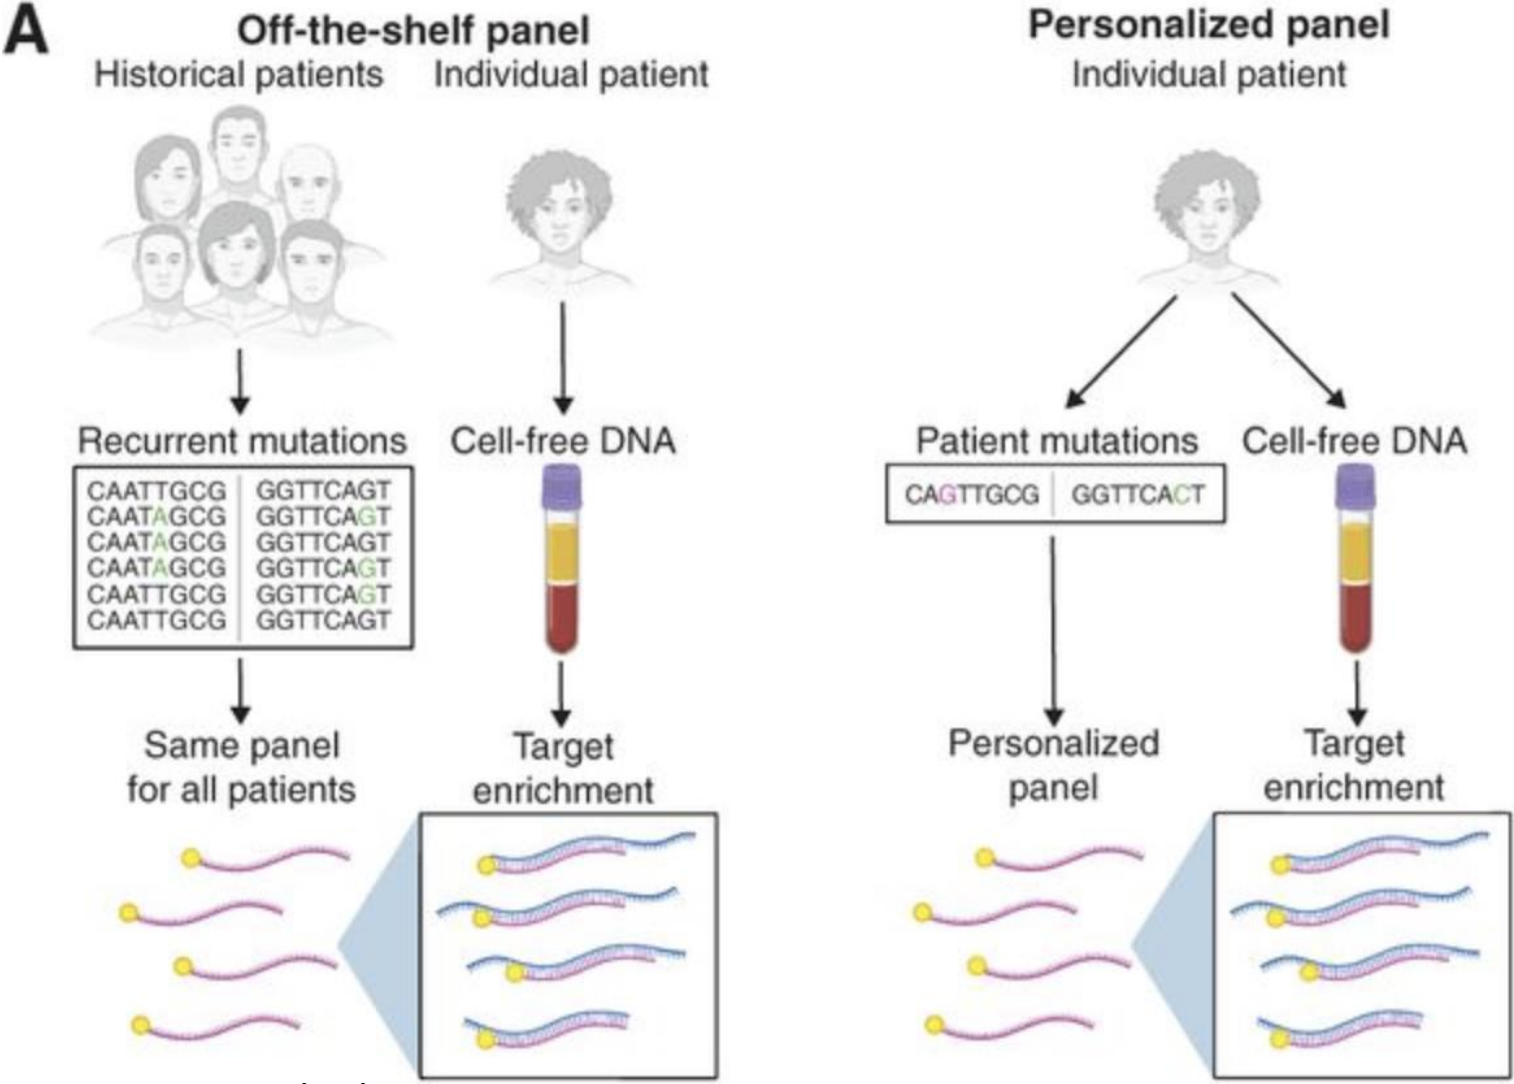 A
Off-the-shelf panel
Historical patients
Individual patient
Recurrent mutations
CAATTGCG GGTTCAGT
CAATAGCG GGTTCAGT
CAATAGCG GGTTCAGT
CAATAGCG GGTTCAGT
CAATTGCG GGTTCAGT
CAATTGCG GGTTCAGT
Cell-free DNA
Same panel
for all patients
Target
enrichment
Personalized panel
Individual patient
Patient mutations
CAGTTGCG GGTTCACT
Cell-free DNA
Personalized
panel
Target
enrichment